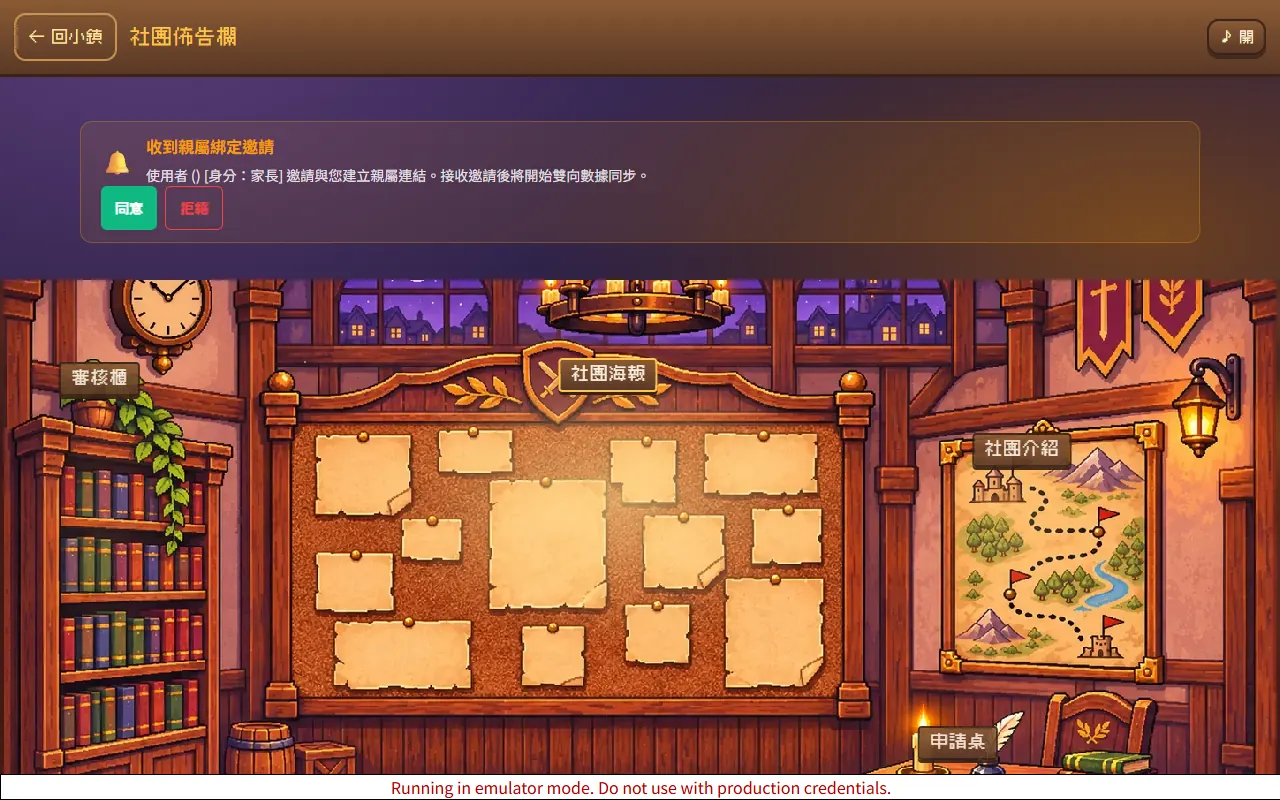 ← 回小鎮
社團佈告欄
♪ 開
收到親屬綁定邀請
使用者 () [身分：家長] 邀請與您建立親屬連結。接收邀請後將開始雙向數據同步。
同意
拒絕
審核櫃
社團海報
社團介紹
申請桌
Running in emulator mode. Do not use with production credentials.